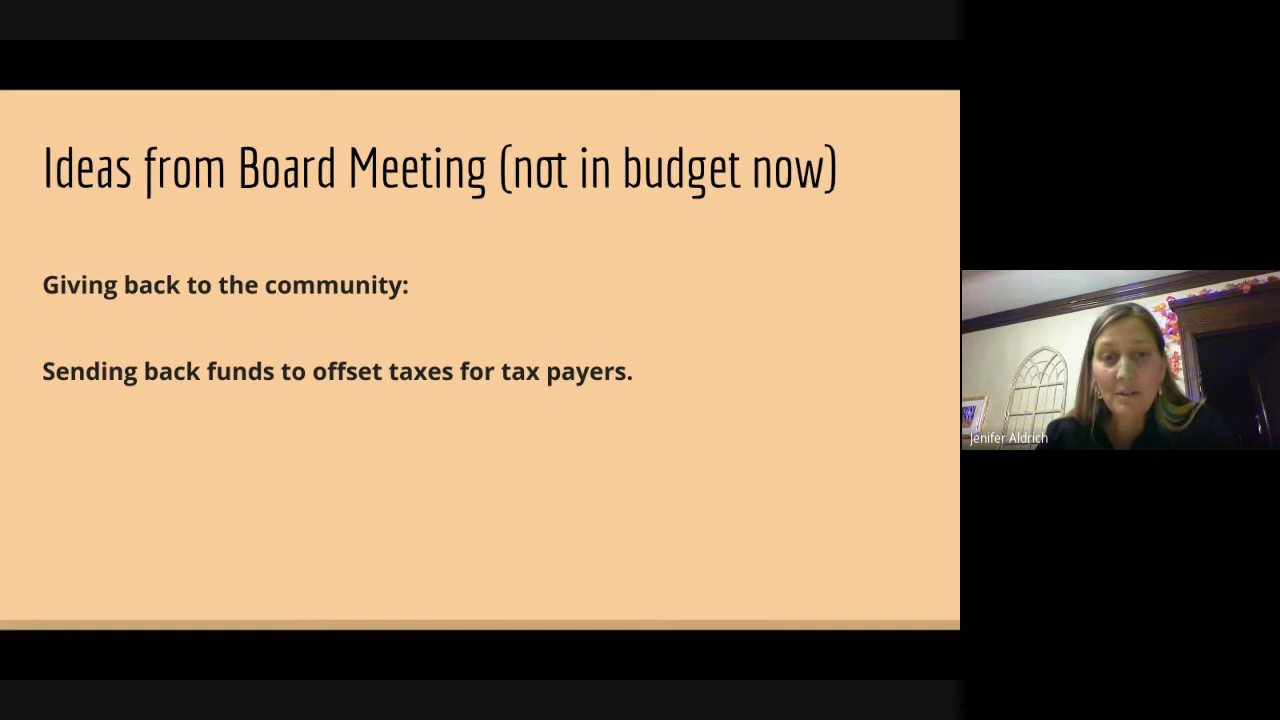 Ideas from Board Meeting (not in budget now)
Giving back to the community:
Sending back funds to offset taxes for tax payers.
Jenifer Aldrich